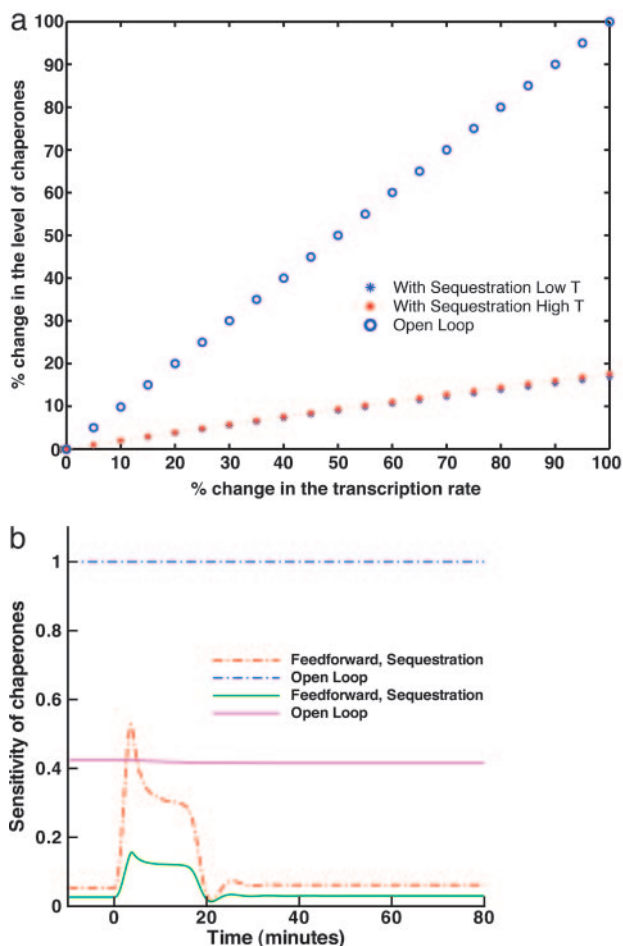 a
% change in the level of chaperones
100
90
80
70
60
50
40
30
20
10
0
With Sequestration Low T
With Sequestration High T
Open Loop
0 10 20 30 40 50 60 70 80 90 100
% change in the transcription rate
b
Sensitivity of chaperones
1
0.8
0.6
0.4
0.2
0
Feedforward, Sequestration
Open Loop
Feedforward, Sequestration
Open Loop
0 20 40 60 80
Time (minutes)